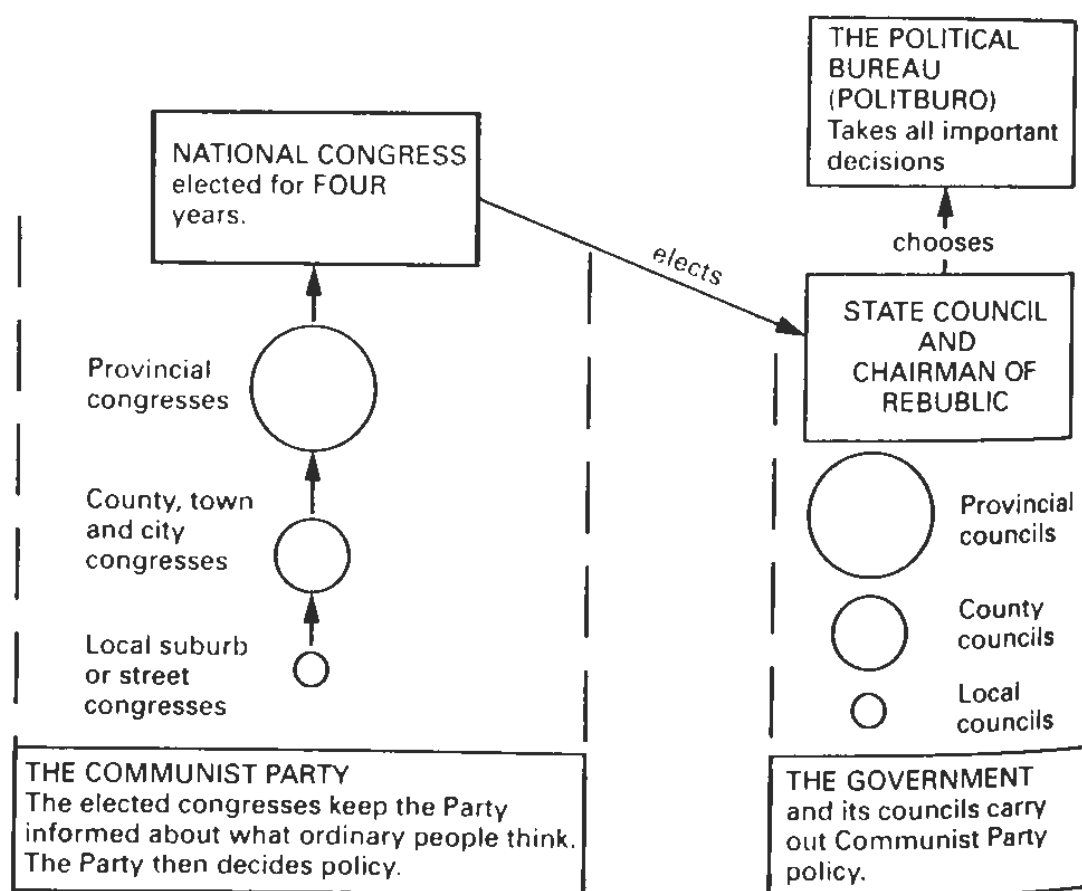 THE POLITICAL
BUREAU
(POLITBURO)
Takes all important
decisions
NATIONAL CONGRESS
elected for FOUR
years.
elects
chooses
STATE COUNCIL
AND
CHAIRMAN OF
REBUBLIC
Provincial
congresses
County, town
and city
congresses
Local suburb
or street
congresses
Provincial
councils
County
councils
Local
councils
THE COMMUNIST PARTY
The elected congresses keep the Party
informed about what ordinary people think.
The Party then decides policy.
THE GOVERNMENT
and its councils carry
out Communist Party
policy.